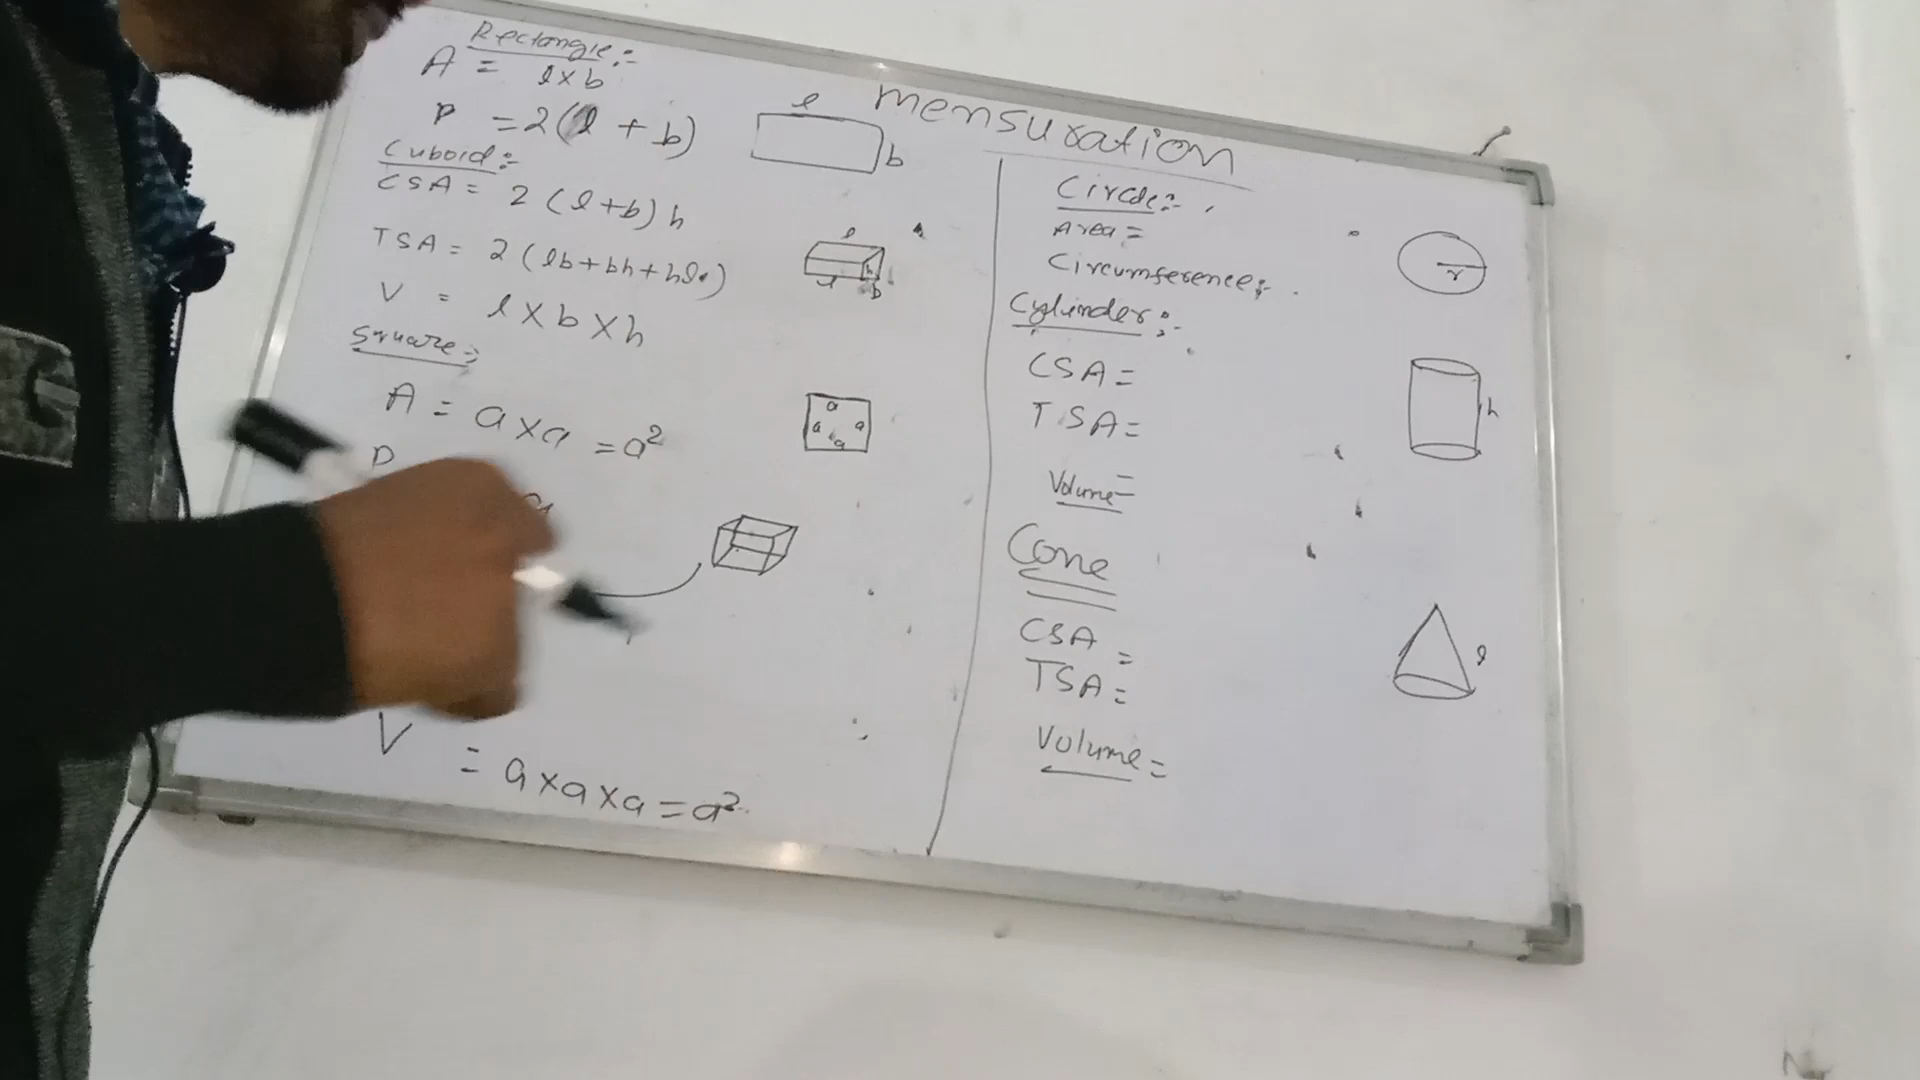 mensuration
Rectangle:-
A = l×b
P = 2(l + b)
l
b
Cuboid:-
CSA = 2(l+b)h
TSA = 2(lb+bh+hl)
V = l×b×h
l
l
h
b
Square:-
A = a×a = a²
P
a
a
a
a
a
V = a×a×a = a²
Circle:-
Area =
Circumference:-
r
Cylinder:-
CSA =
TSA =
Volume =
h
Cone
CSA =
TSA =
Volume =
l